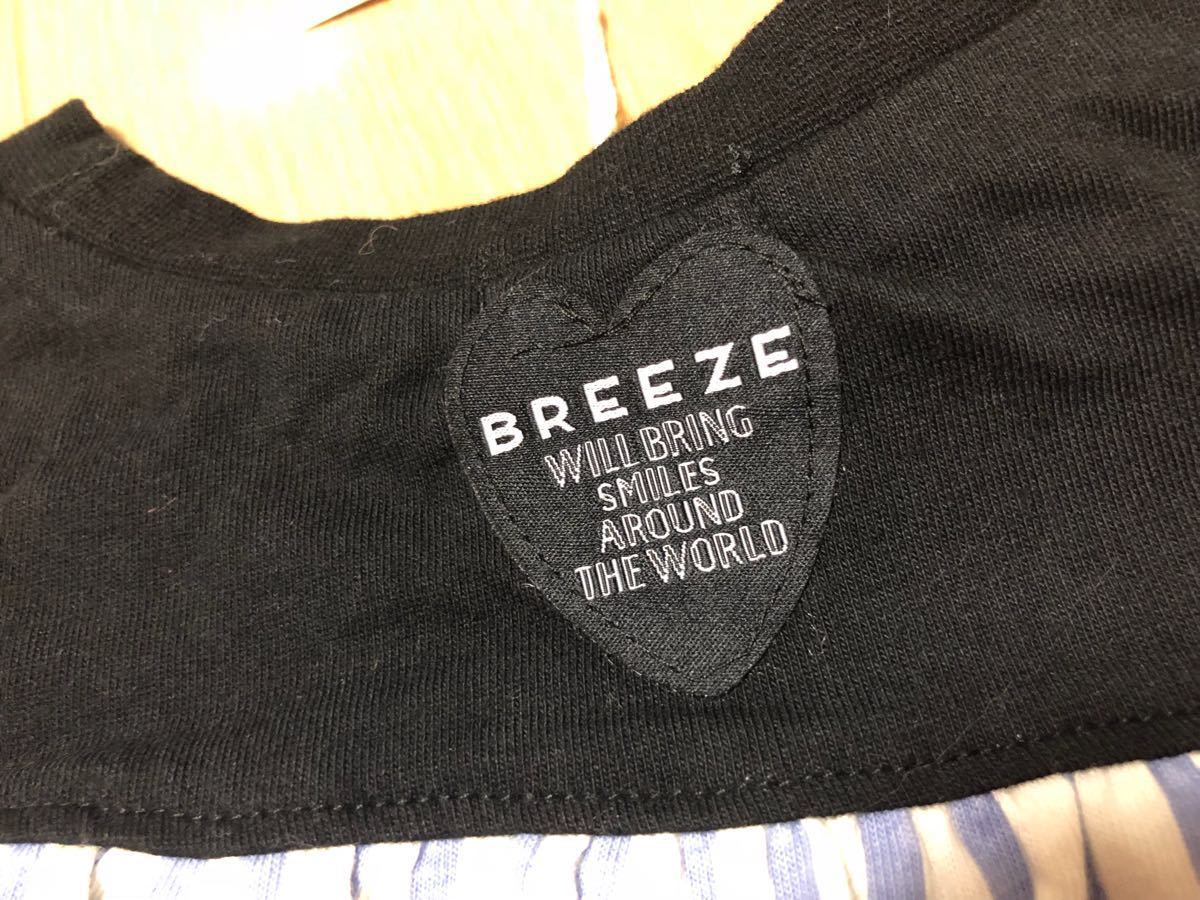 BREEZE
WILL BRING
SMILES
AROUND
THE WORLD